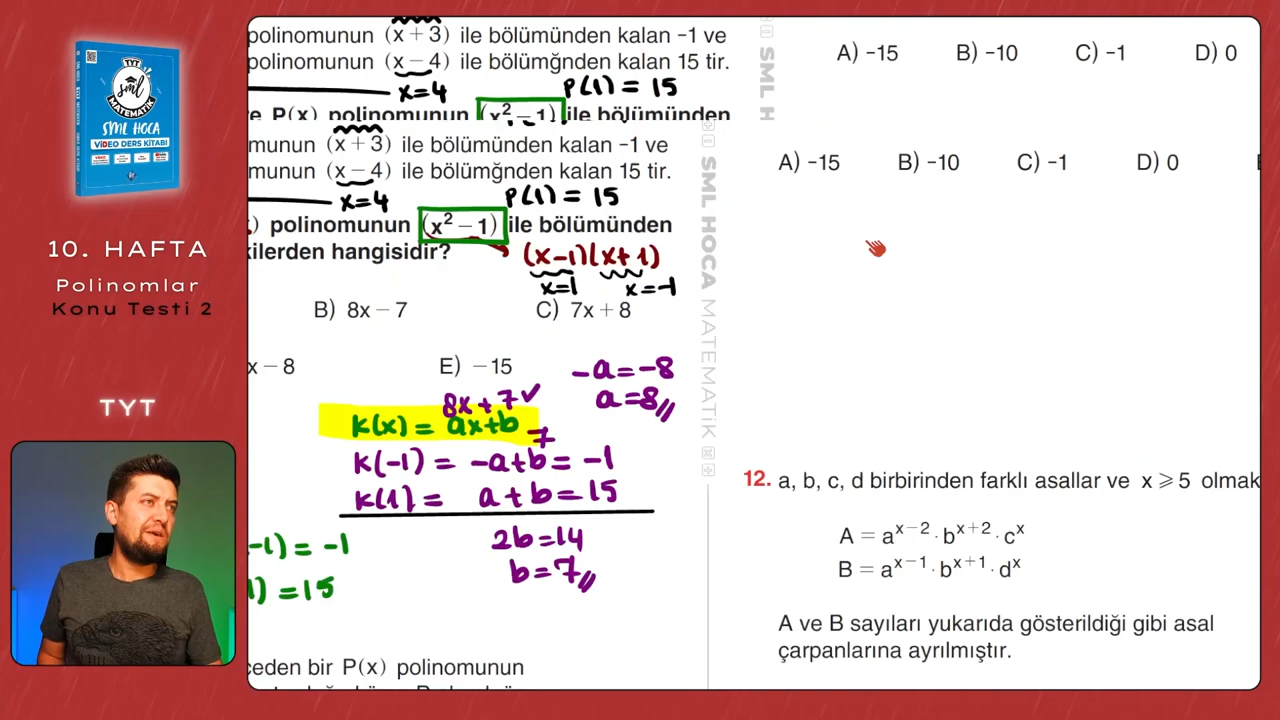 TYT
sml
MATEMATİK
SML HOCA
VİDEO DERS KİTABI
10. HAFTA
Polinomlar
Konu Testi 2
TYT
polinomunun (x + 3) ile bölümünden kalan −1 ve
polinomunun (x − 4) ile bölümğnden kalan 15 tir.
x=4 P(1) = 15
e P(x) polinomunun (x² − 1) ile bölümünden
munun (x + 3) ile bölümünden kalan −1 ve
munun (x − 4) ile bölümğnden kalan 15 tir.
x=4 P(1) = 15
) polinomunun (x² − 1) ile bölümünden
kilerden hangisidir?
(x−1)(x+1)
x=1 x=−1
B) 8x − 7 C) 7x + 8
x − 8 E) −15
−a=−8
a=8//
8x+7✓
k(x) = ax+b
7
k(−1) = −a+b = −1
k(1) = a+b = 15
2b=14
b=7//
−1) = −1
1) = 15
ceden bir P(x) polinomunun
SML H
SML HOCA MATEMATİK
A) −15 B) −10 C) −1 D) 0
A) −15 B) −10 C) −1 D) 0
12. a, b, c, d birbirinden farklı asallar ve x ⩾ 5 olmak
A = a^{x−2} · b^{x+2} · c^x
B = a^{x−1} · b^{x+1} · d^x
A ve B sayıları yukarıda gösterildiği gibi asal
çarpanlarına ayrılmıştır.